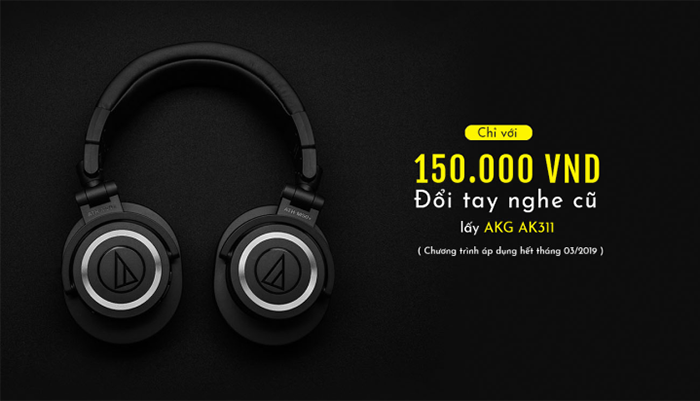 Chỉ với
150.000 VND
Đổi tay nghe cũ
lấy AKG AK311
( Chương trình áp dụng hết tháng 03/2019 )